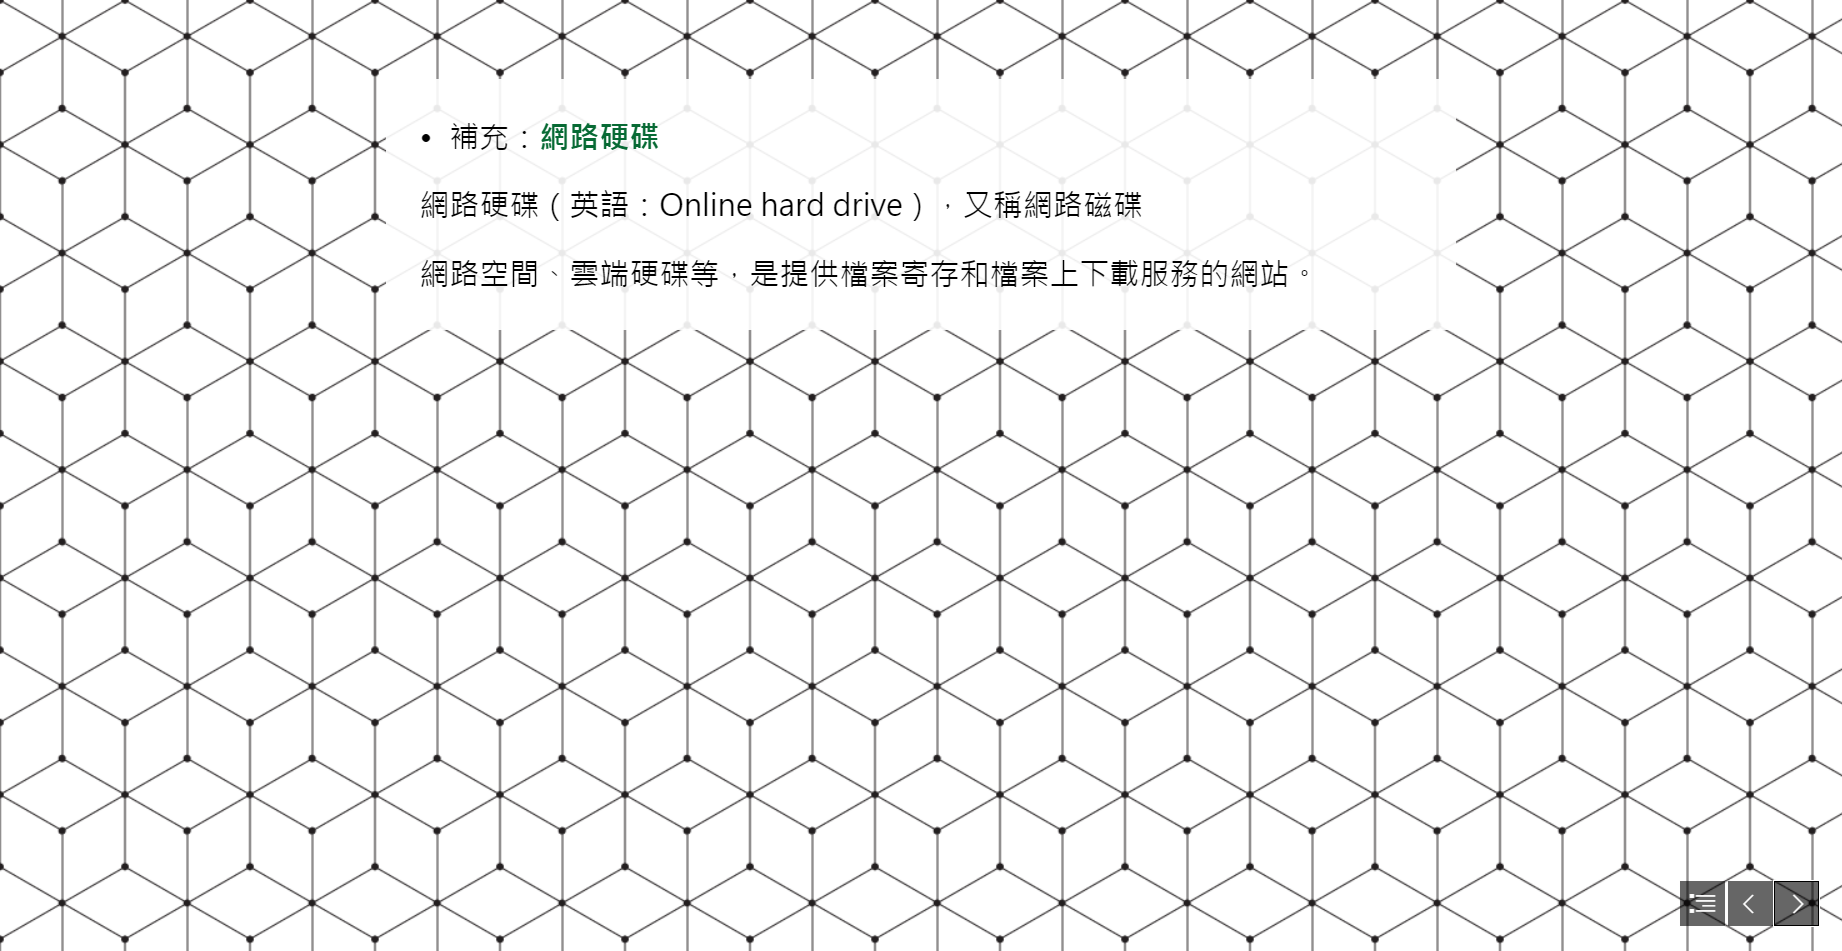 • 補充：網路硬碟
網路硬碟（英語：Online hard drive），又稱網路磁碟
網路空間、雲端硬碟等，是提供檔案寄存和檔案上下載服務的網站。